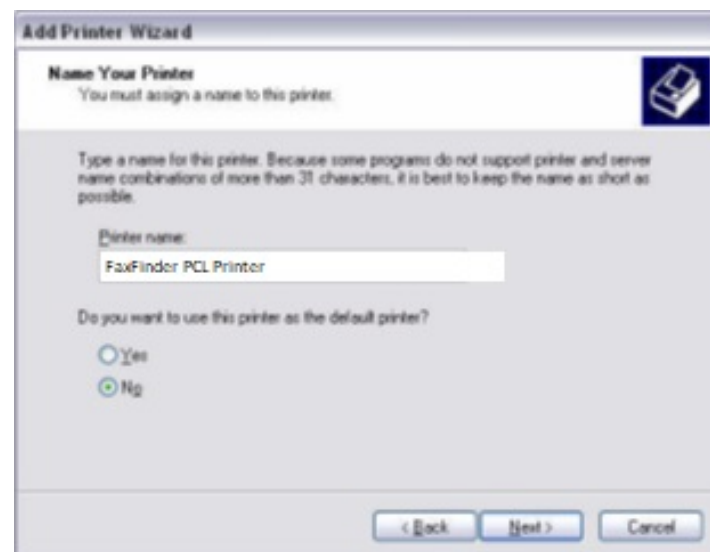 Add Printer Wizard
Name Your Printer
You must assign a name to this printer.
Type a name for this printer. Because some programs do not support printer and server
name combinations of more than 31 characters, it is best to keep the name as short as
possible.
Printer name:
FaxFinder PCL Printer
Do you want to use this printer as the default printer?
Yes
No
< Back
Next >
Cancel